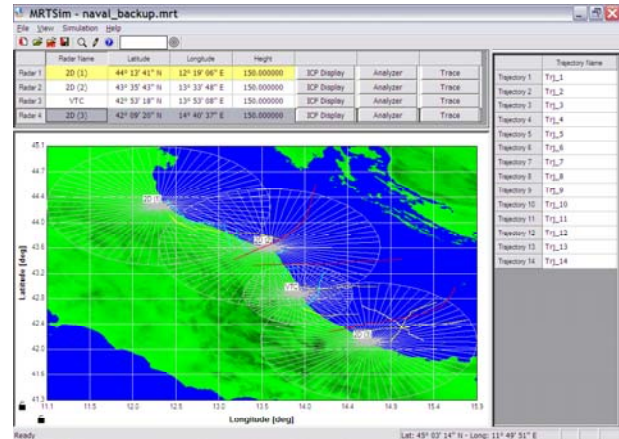 MRTSim - naval_backup.mrt
File View Simulation Help
Radar Name Latitude Longitude Height
Radar 1 2D (1) 44° 13' 41" N 12° 19' 06" E 150.000000 ICP Display Analyzer Trace
Radar 2 2D (2) 43° 35' 43" N 13° 33' 48" E 150.000000 ICP Display Analyzer Trace
Radar 3 VTC 42° 53' 18" N 13° 53' 08" E 150.000000 ICP Display Analyzer Trace
Radar 4 2D (3) 42° 09' 20" N 14° 40' 37" E 150.000000 ICP Display Analyzer Trace
Trajectory Name
Trajectory 1 Trj_1
Trajectory 2 Trj_2
Trajectory 3 Trj_3
Trajectory 4 Trj_4
Trajectory 5 Trj_5
Trajectory 6 Trj_6
Trajectory 7 Trj_7
Trajectory 8 Trj_8
Trajectory 9 Trj_9
Trajectory 10 Trj_10
Trajectory 11 Trj_11
Trajectory 12 Trj_12
Trajectory 13 Trj_13
Trajectory 14 Trj_14
45.1
44.8
44.4
44.0
43.6
43.2
42.8
42.4
42.0
41.6
41.3
Latitude [deg]
2D (1)
2D (2)
VTC
2D (3)
11.1 11.5 12.0 12.5 13.0 13.5 14.0 14.4 14.9 15.4 15.9
Longitude [deg]
Ready Lat: 45° 03' 14" N - Long: 11° 49' 51" E